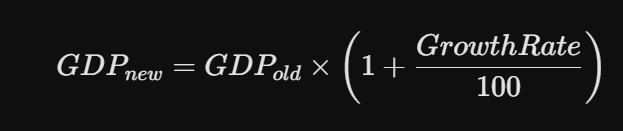 GDP_new = GDP_old × (1 + GrowthRate/100)